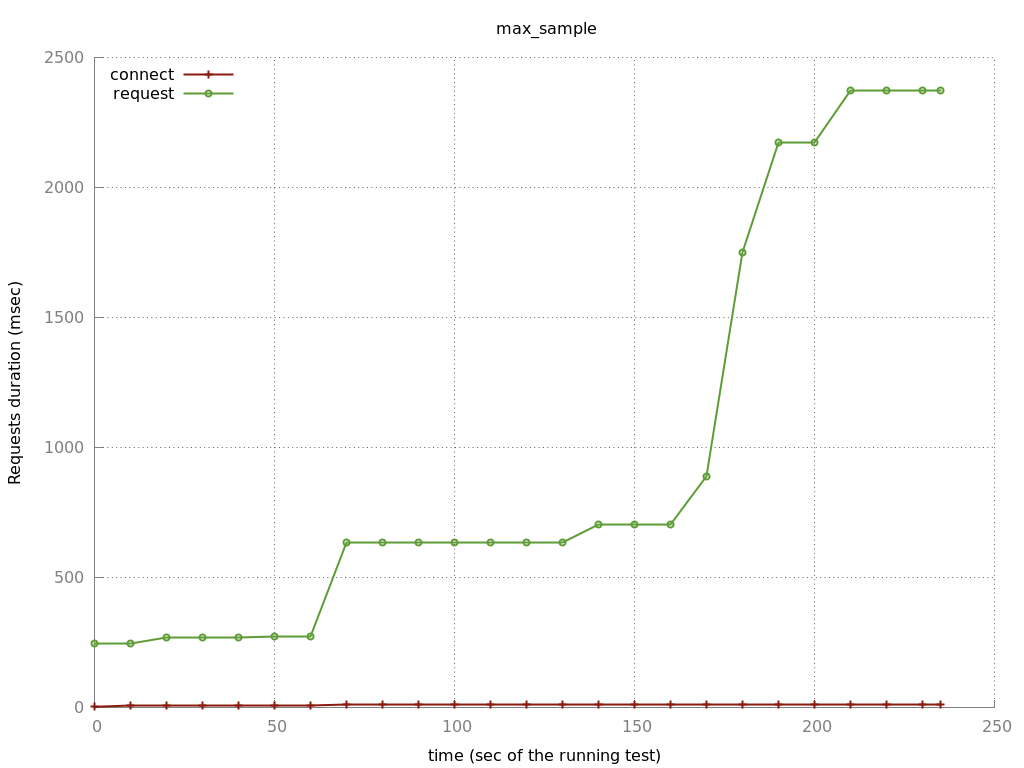 max_sample
connect
request
2500
2000
1500
1000
500
0
Requests duration (msec)
0 50 100 150 200 250
time (sec of the running test)